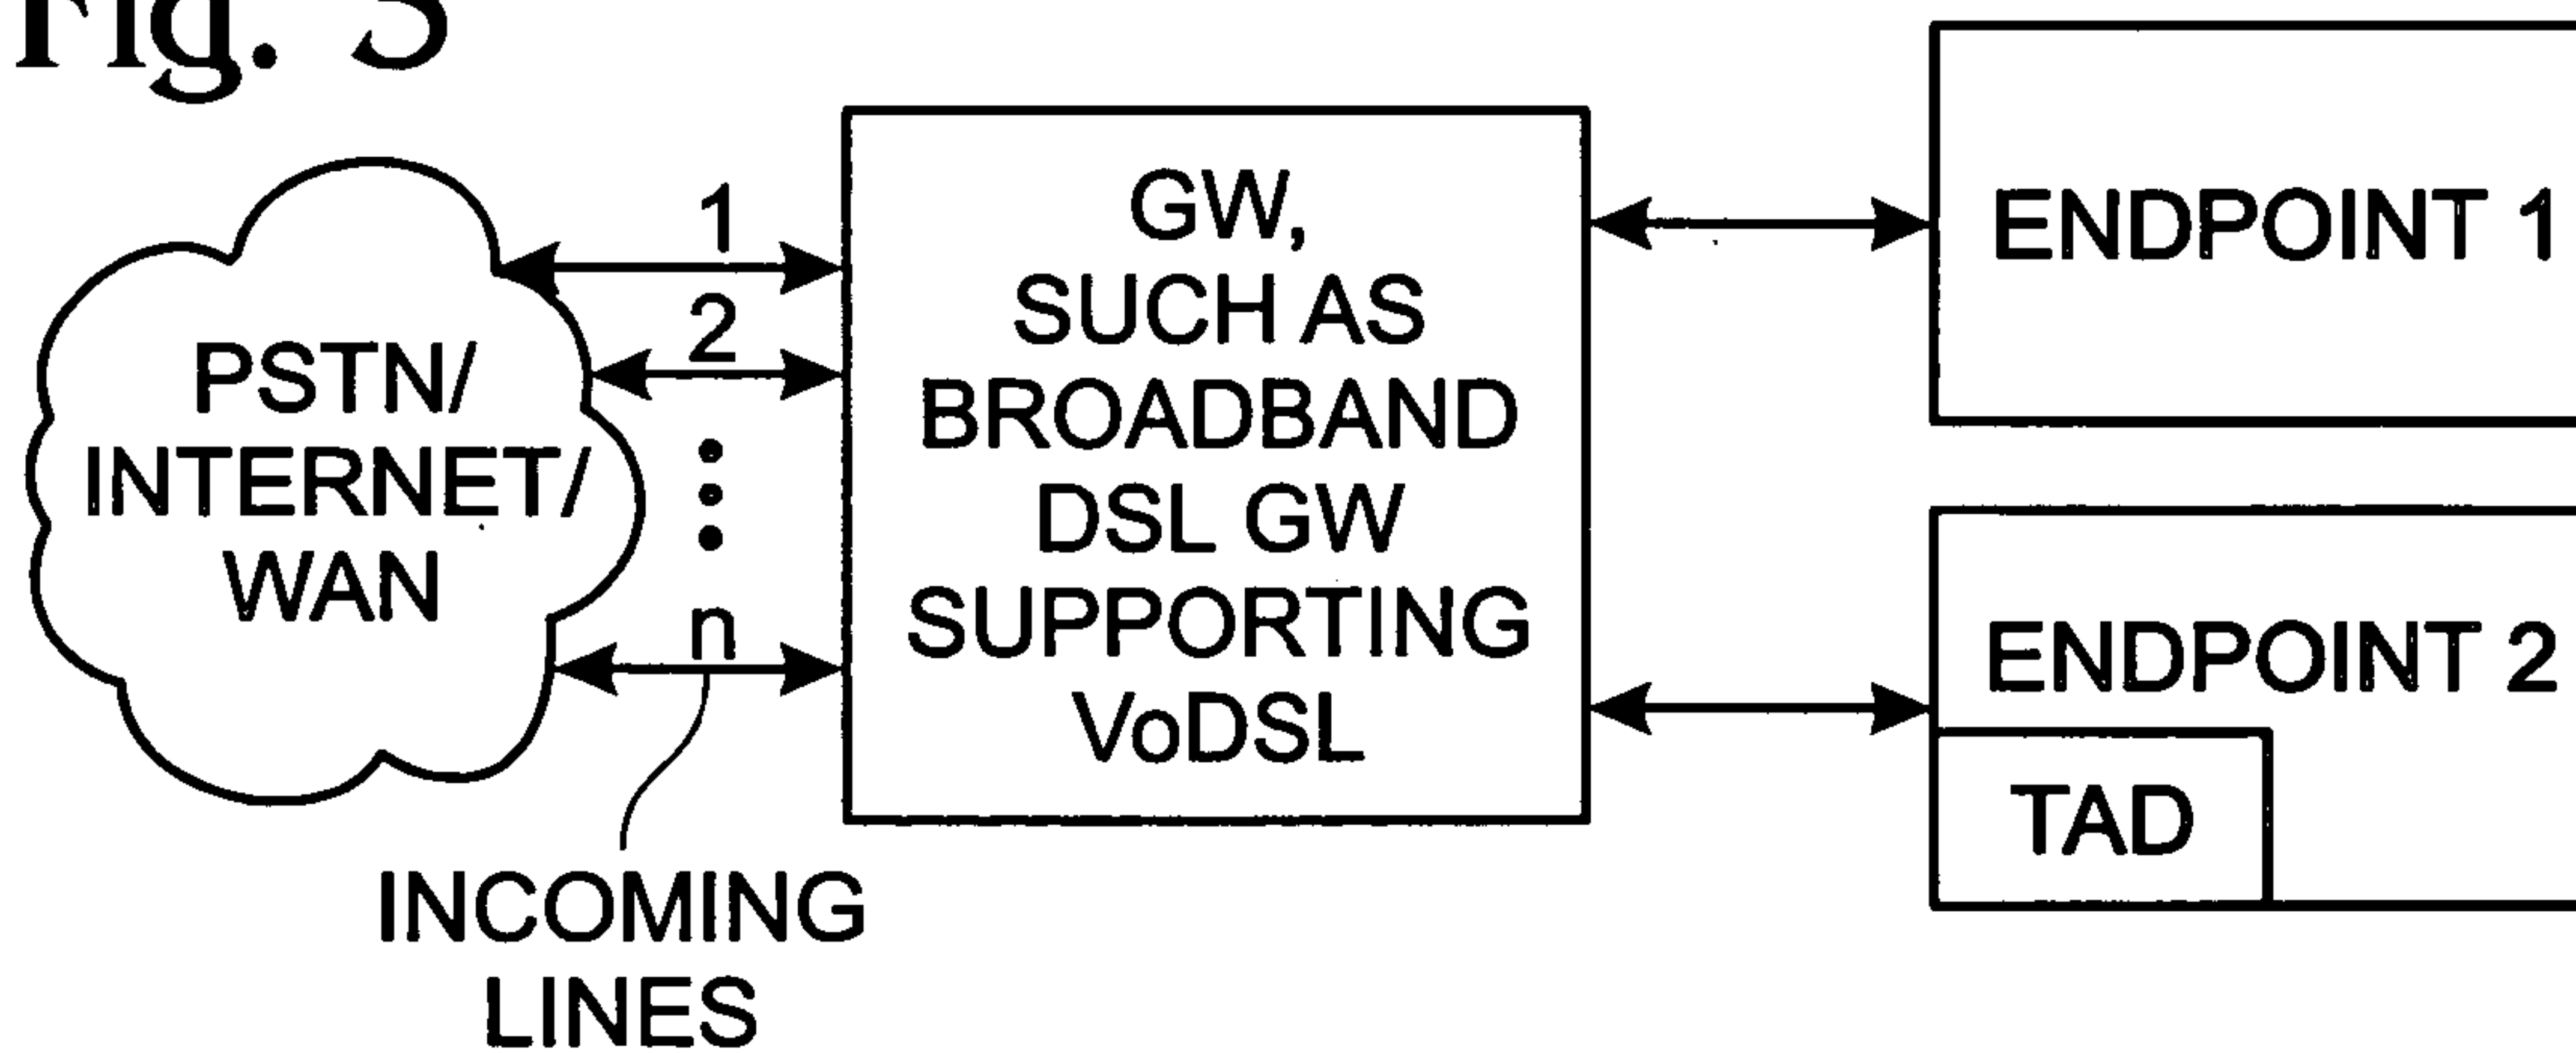 Fig.
PSTN/
INTERNET/
WAN
1
2
n
INCOMING
LINES
GW,
SUCH AS
BROADBAND
DSL GW
SUPPORTING
VoDSL
ENDPOINT 1
ENDPOINT 2
TAD